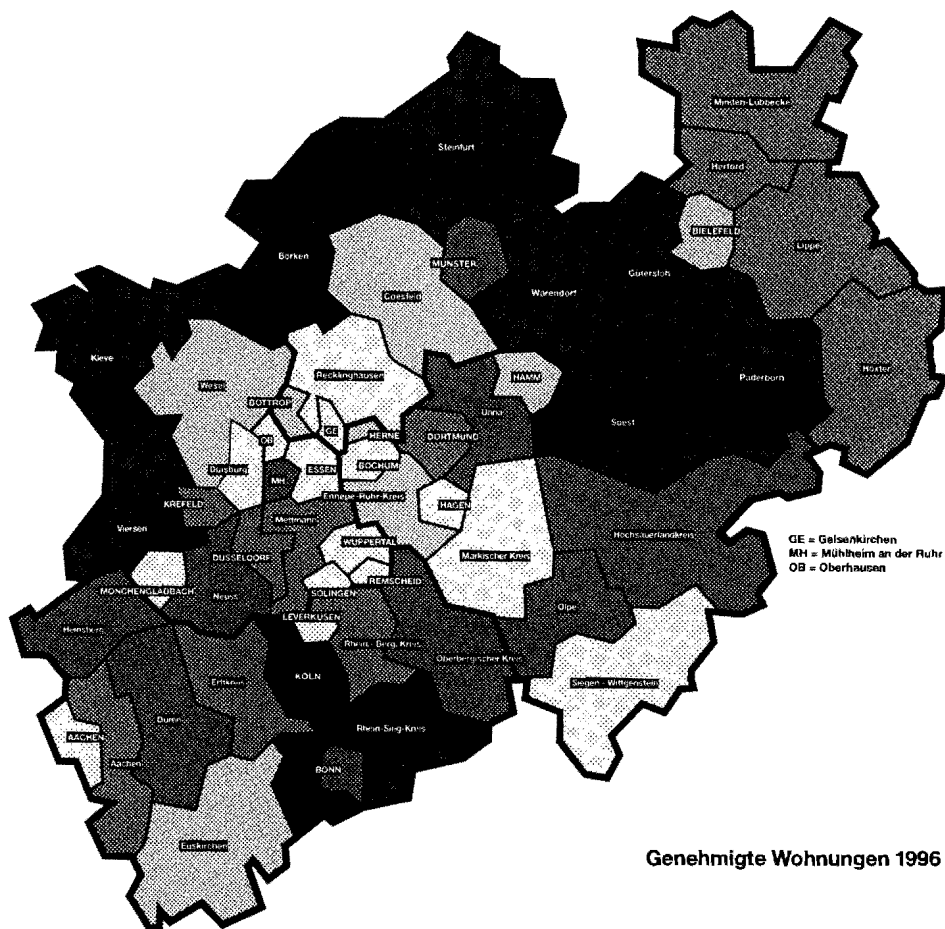 Minden-Lübbecke
Steinfurt
Herford
BIELEFELD
Lippe
Borken
MÜNSTER
Gütersloh
Coesfeld
Warendorf
Kleve
Höxter
Paderborn
Recklinghausen
Wesel
HAMM
BOTTROP
Unna
Soest
GE
HERNE
DORTMUND
OB
BOCHUM
ESSEN
Duisburg
MH
Ennepe-Ruhr-Kreis
HAGEN
KREFELD
Mettmann
Viersen
Hochsauerlandkreis
WUPPERTAL
Märkischer Kreis
DÜSSELDORF
GE = Gelsenkirchen
MH = Mühlheim an der Ruhr
OB = Oberhausen
REMSCHEID
MÖNCHENGLADBACH
SOLINGEN
Neuss
Olpe
LEVERKUSEN
Heinsberg
Rhein.-Berg.-Kreis
Oberbergischer Kreis
Erftkreis
KÖLN
Siegen - Wittgenstein
Düren
Rhein-Sieg-Kreis
AACHEN
Aachen
BONN
Euskirchen
Genehmigte Wohnungen 1996